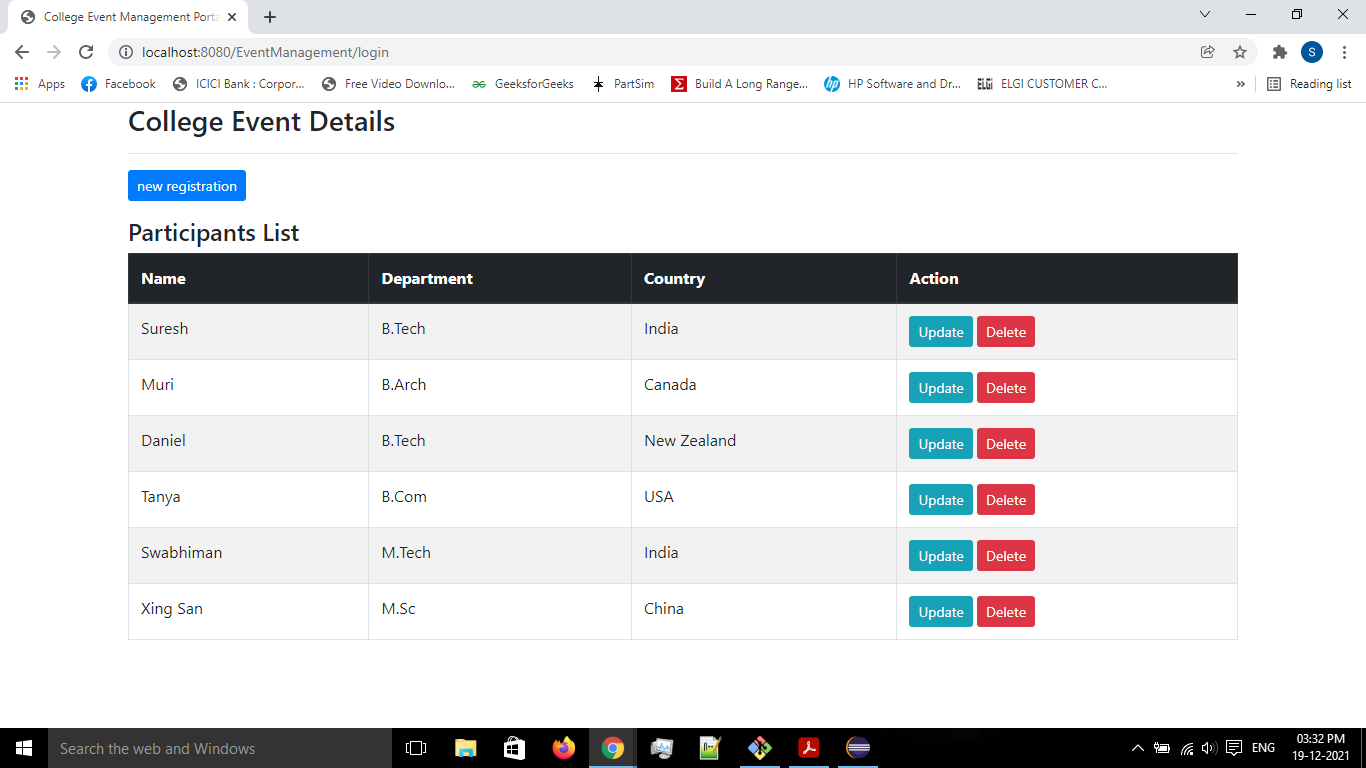 College Event Management Porta
localhost:8080/EventManagement/login
S
Apps Facebook ICICI Bank : Corpor... Free Video Downlo... GeeksforGeeks PartSim Build A Long Range... HP Software and Dr... ELGi ELGI CUSTOMER C... » Reading list
College Event Details
new registration
Participants List
Name Department Country Action
Suresh B.Tech India Update Delete
Muri B.Arch Canada Update Delete
Daniel B.Tech New Zealand Update Delete
Tanya B.Com USA Update Delete
Swabhiman M.Tech India Update Delete
Xing San M.Sc China Update Delete
Search the web and Windows
ENG
03:32 PM
19-12-2021